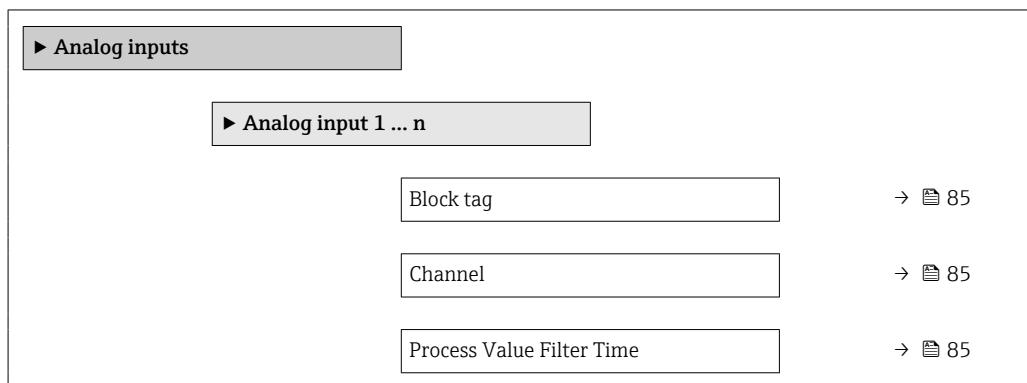 ▶ Analog inputs
▶ Analog input 1 ... n
Block tag → 85
Channel → 85
Process Value Filter Time → 85